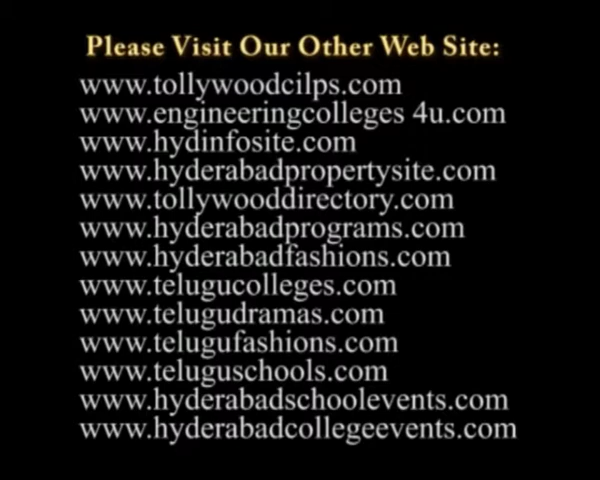 Please Visit Our Other Web Site:
www.tollywoodcilps.com
www.engineeringcolleges 4u.com
www.hydinfosite.com
www.hyderabadpropertysite.com
www.tollywooddirectory.com
www.hyderabadprograms.com
www.hyderabadfashions.com
www.telugucolleges.com
www.telugudramas.com
www.telugufashions.com
www.teluguschools.com
www.hyderabadschoolevents.com
www.hyderabadcollegeevents.com